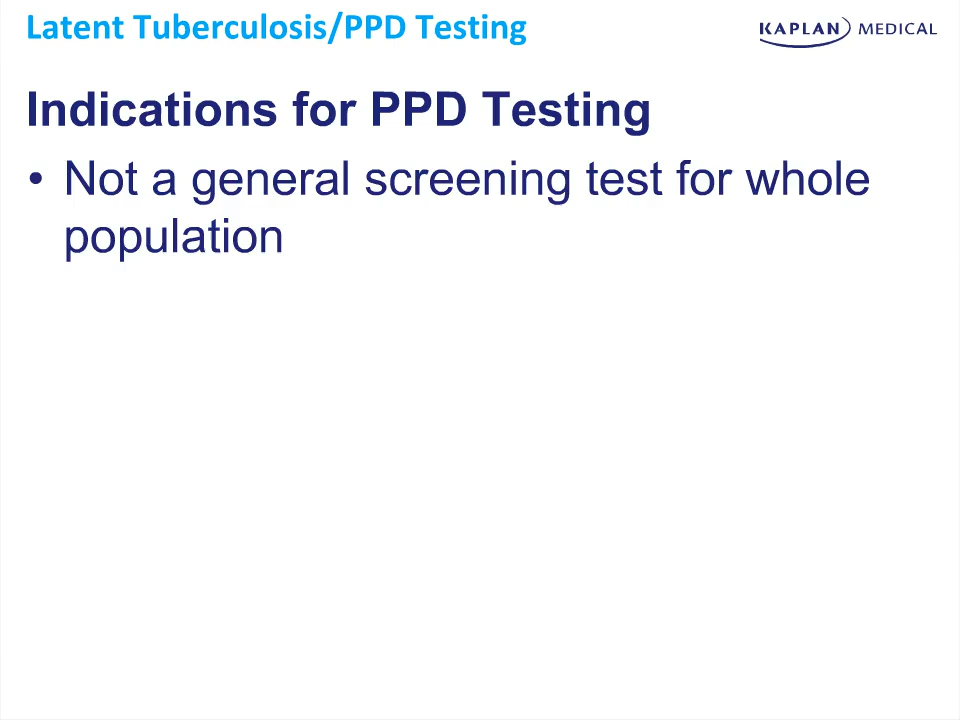 Latent Tuberculosis/PPD Testing
KAPLAN MEDICAL
Indications for PPD Testing
• Not a general screening test for whole
population